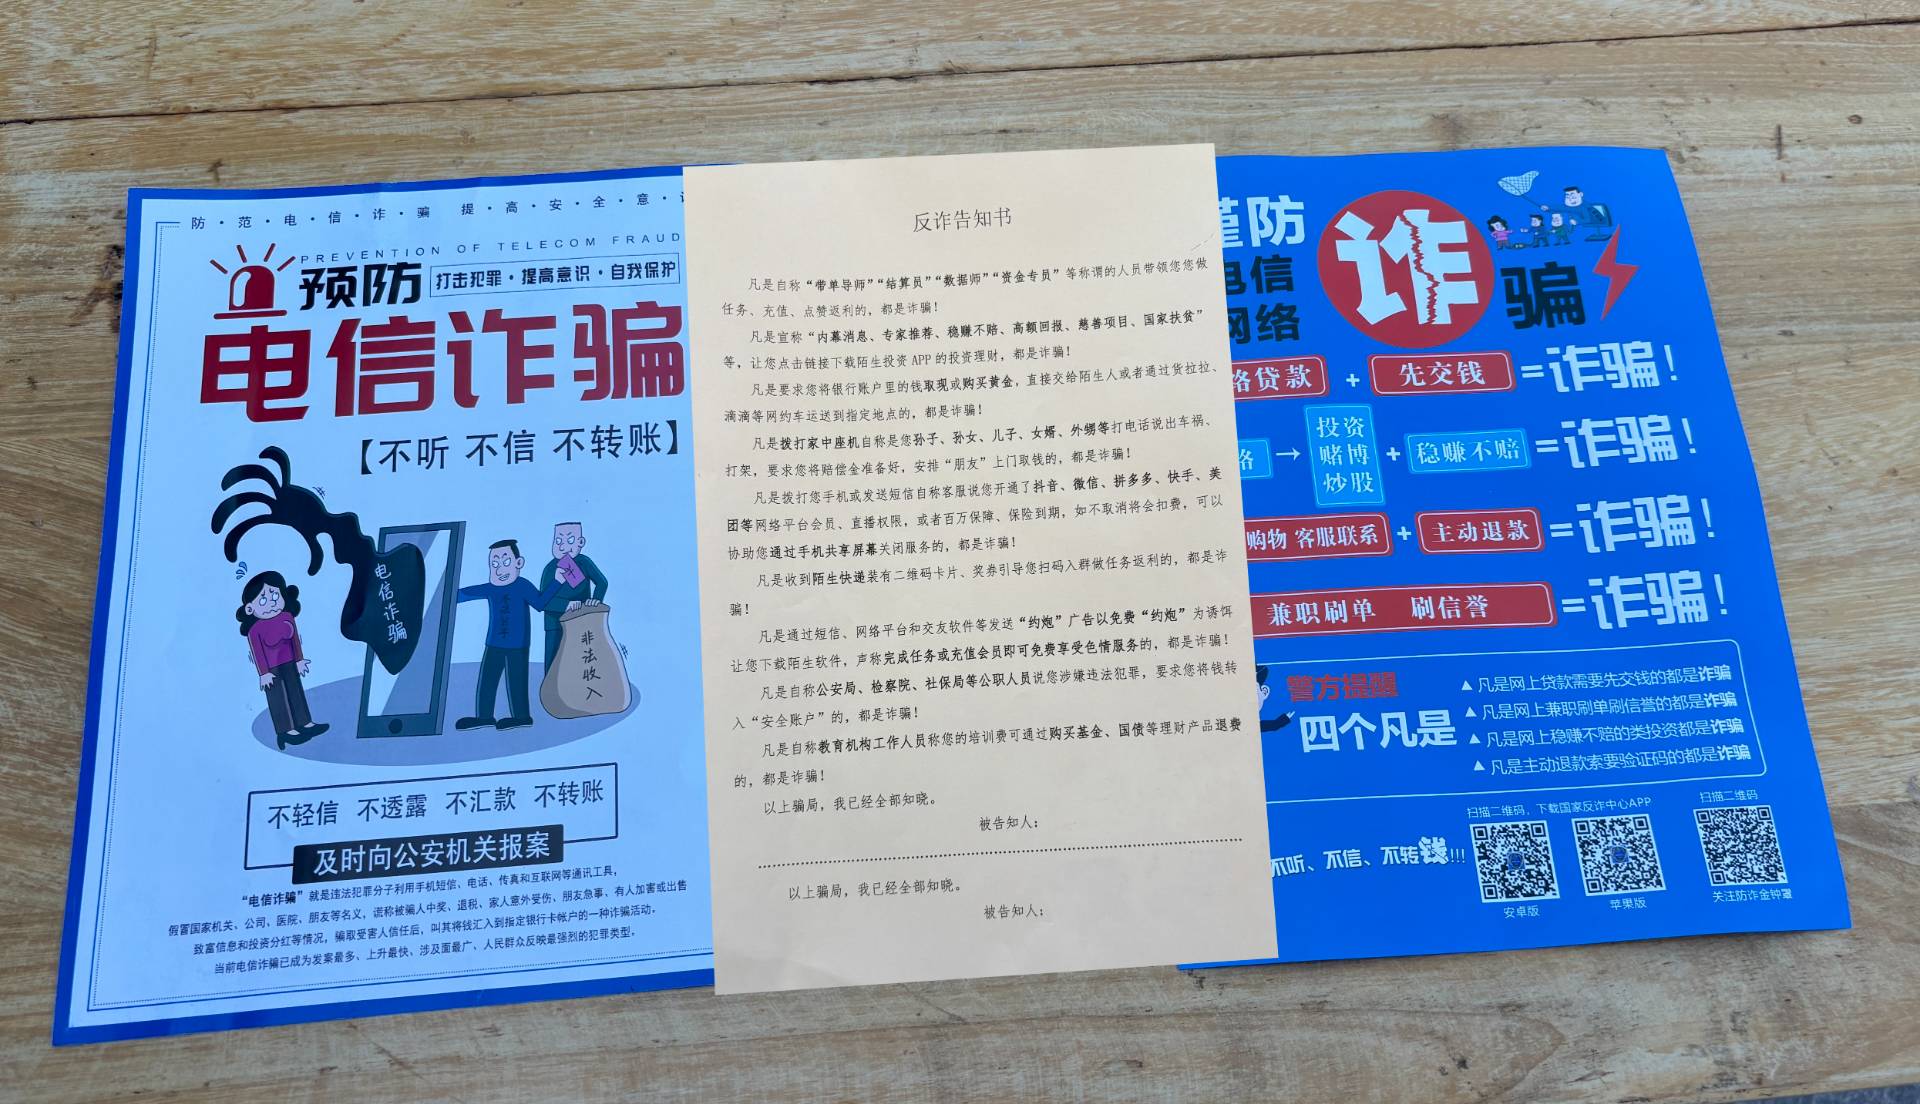 防·范·电·信·诈·骗 提·高·安·全·意·
PREVENTION OF TELECOM FRAUD
预防
打击犯罪·提高意识·自我保护
电信诈骗
【不听 不信 不转账】
电信诈骗
非法收入
不轻信 不透露 不汇款 不转账
及时向公安机关报案
“电信诈骗”就是违法犯罪分子利用手机短信、电话、传真和互联网等通讯工具，
假冒国家机关、公司、医院、朋友等名义，谎称被骗人中奖、退税、家人意外受伤、朋友急事、有人加害或出售
致富信息和投资分红等情况，骗取受害人信任后，叫其将钱汇入到指定银行卡帐户的一种诈骗活动。
当前电信诈骗已成为发案最多、上升最快、涉及面最广、人民群众反映最强烈的犯罪类型。
反诈告知书
凡是自称“带单导师”“结算员”“数据师”“资金专员”等称谓的人员带领您您做
任务、充值、点赞返利的，都是诈骗！
凡是宣称“内幕消息、专家推荐、稳赚不赔、高额回报、慈善项目、国家扶贫”
等，让您点击链接下载陌生投资 APP 的投资理财，都是诈骗！
凡是要求您将银行账户里的钱取现或购买黄金，直接交给陌生人或者通过货拉拉、
滴滴等网约车运送到指定地点的，都是诈骗！
凡是拨打家中座机自称是您孙子、孙女、儿子、女婿、外甥等打电话说出车祸、
打架，要求您将赔偿金准备好，安排“朋友”上门取钱的，都是诈骗！
凡是拨打您手机或发送短信自称客服说您开通了抖音、微信、拼多多、快手、美
团等网络平台会员、直播权限，或者百万保障、保险到期，如不取消将会扣费，可以
协助您通过手机共享屏幕关闭服务的，都是诈骗！
凡是收到陌生快递装有二维码卡片、奖券引导您扫码入群做任务返利的，都是诈
骗！
凡是通过短信、网络平台和交友软件等发送“约炮”广告以免费“约炮”为诱饵
让您下载陌生软件，声称完成任务或充值会员即可免费享受色情服务的，都是诈骗！
凡是自称公安局、检察院、社保局等公职人员说您涉嫌违法犯罪，要求您将钱转
入“安全账户”的，都是诈骗！
凡是自称教育机构工作人员称您的培训费可通过购买基金、国债等理财产品退费
的，都是诈骗！
以上骗局，我已经全部知晓。
被告知人：
以上骗局，我已经全部知晓。
被告知人：
谨防
电信
网络
诈
骗
络贷款 + 先交钱 =诈骗！
络 → 投资 赌博 炒股 + 稳赚不赔 =诈骗！
购物 客服联系 + 主动退款 =诈骗！
兼职刷单 刷信誉 =诈骗！
警方提醒
四个凡是
▲凡是网上贷款需要先交钱的都是诈骗
▲凡是网上兼职刷单刷信誉的都是诈骗
▲凡是网上稳赚不赔的类投资都是诈骗
▲凡是主动退款索要验证码的都是诈骗
不听、不信、不转钱!!!
扫描二维码，下载国家反诈中心APP
安卓版
苹果版
扫描二维码
关注防诈金钟罩